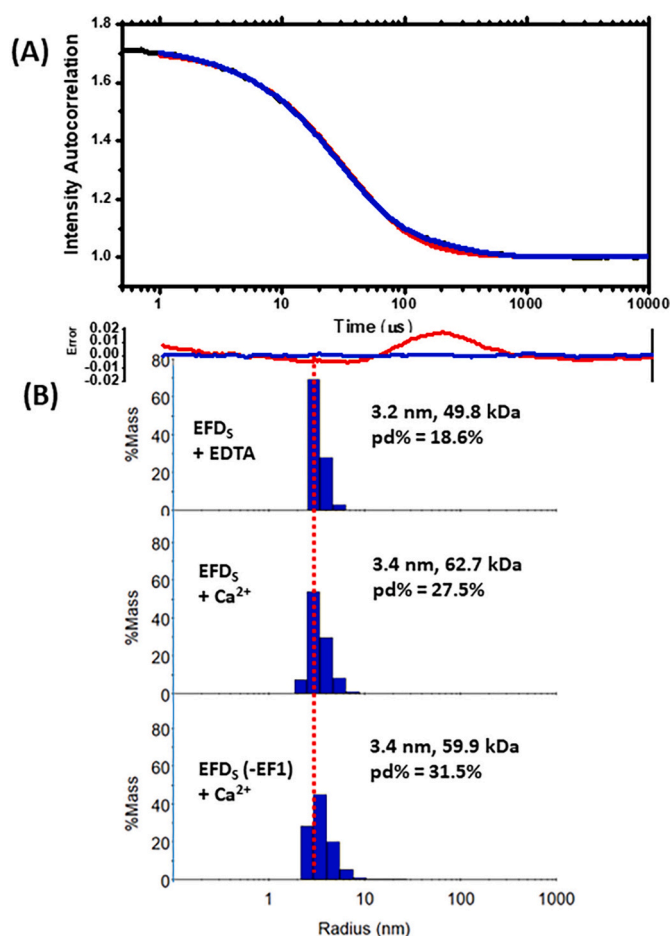 (A)
Intensity Autocorrelation
1.8
1.6
1.4
1.2
1.0
1 10 100 1000 10000
Time (us)
Error
0.02
0.01
0.00
-0.01
-0.02
(B)
%Mass
80
60
40
20
0
EFDS
+ EDTA
3.2 nm, 49.8 kDa
pd% = 18.6%
%Mass
80
60
40
20
0
EFDS
+ Ca²⁺
3.4 nm, 62.7 kDa
pd% = 27.5%
%Mass
80
60
40
20
0
EFDS (-EF1)
+ Ca²⁺
3.4 nm, 59.9 kDa
pd% = 31.5%
1 10 100 1000
Radius (nm)